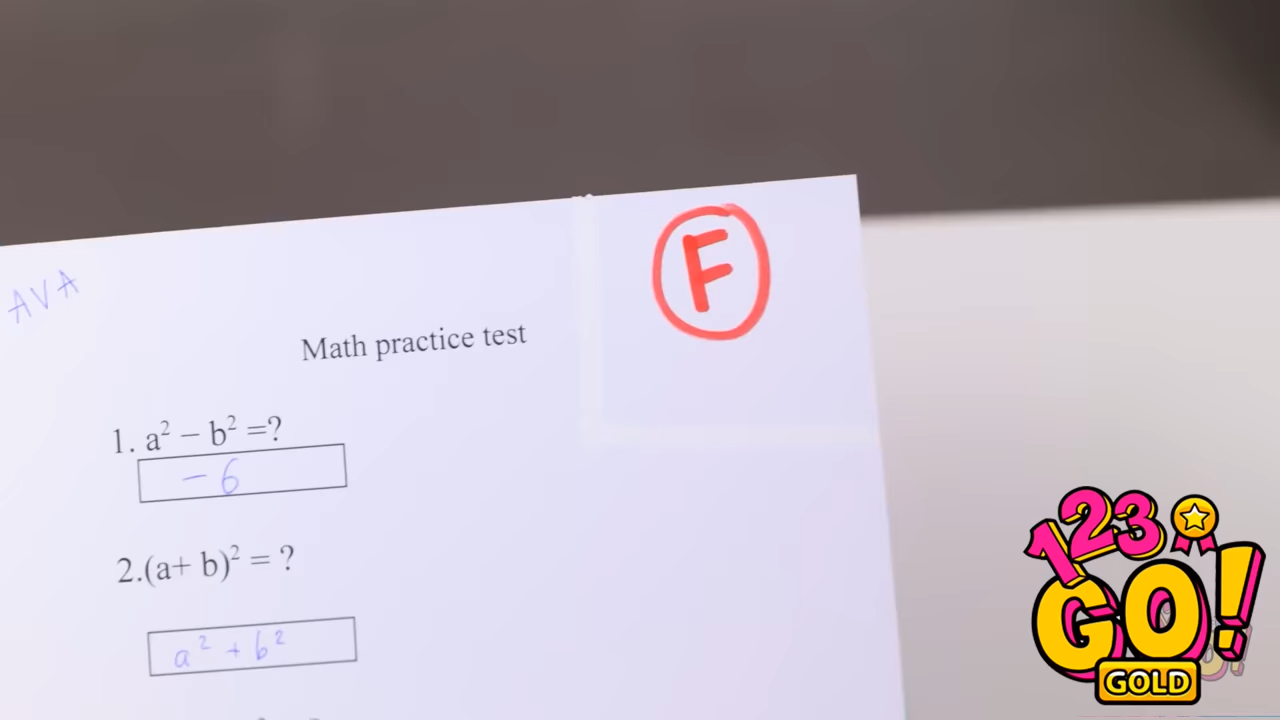 AVA
F
Math practice test
1. a² − b² =?
− 6
2.(a+ b)² = ?
a² + b²
123
GO!
GOLD